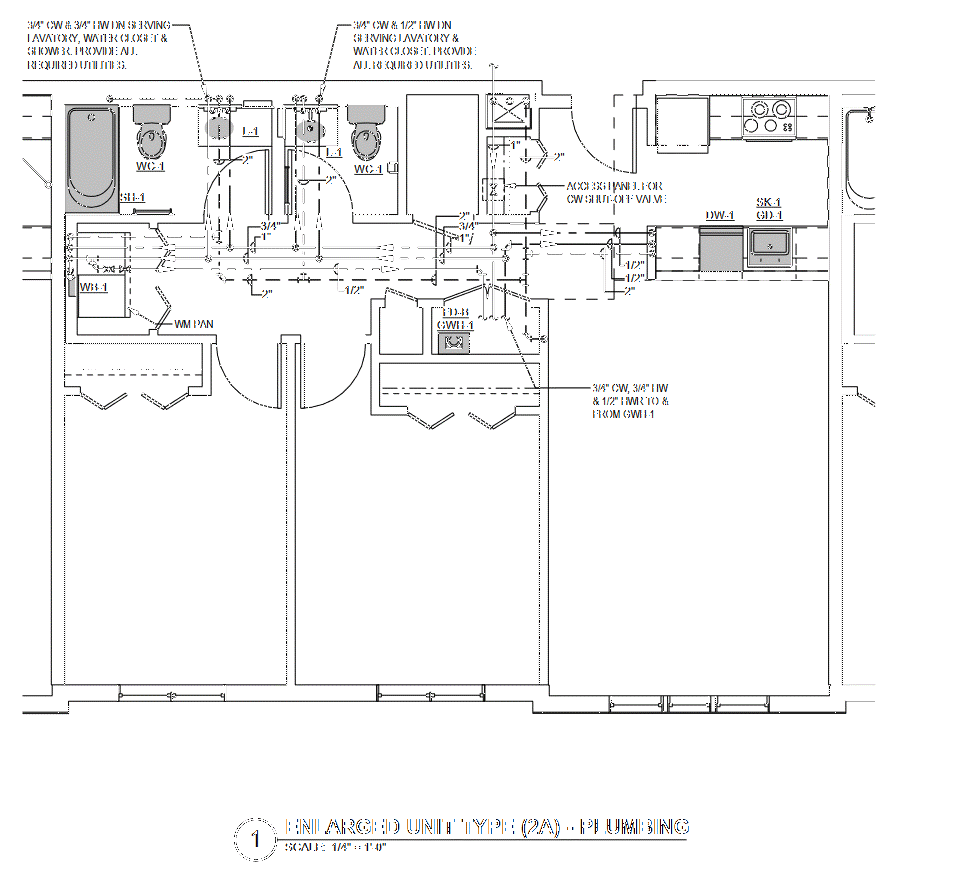 3/4" CW & 3/4" HW DN SERVING
LAVATORY, WATER CLOSET &
SHOWER. PROVIDE ALL
REQUIRED UTILITIES.
3/4" CW & 1/2" HW DN
SERVING LAVATORY &
WATER CLOSET. PROVIDE
ALL REQUIRED UTILITIES.
L-1
L-1
WC-1
WC-1
2"
2"
1"
2"
ACCESS PANEL FOR
CW SHUT-OFF VALVE
SH-1
SK-1
DW-1
GD-1
3/4"
1"
2"
3/4"
1"
1/2"
1/2"
2"
2"
1/2"
WB-1
WM PAN
FD-B
GWH-1
3/4" CW, 3/4" HW
& 1/2" HWR TO &
FROM GWH-1
1
ENLARGED UNIT TYPE (2A) - PLUMBING
SCALE: 1/4" = 1'-0"